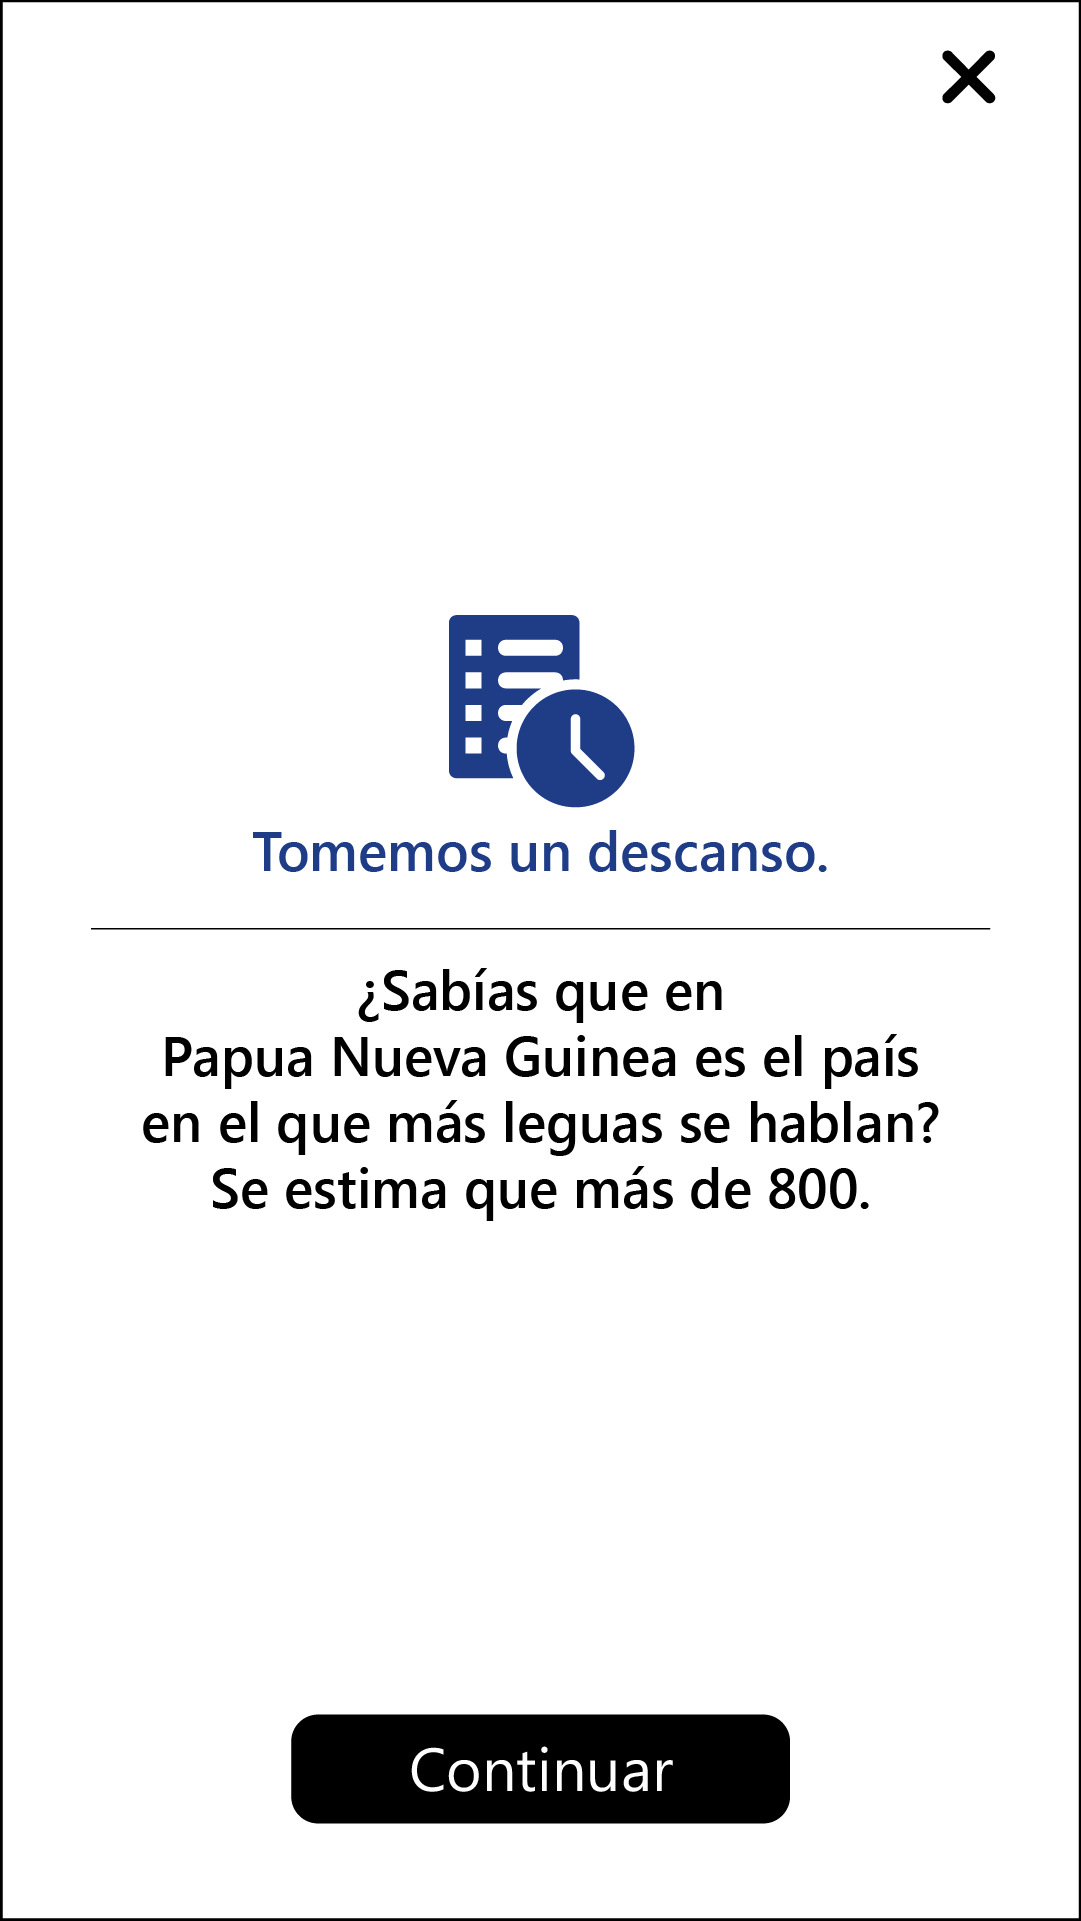 Tomemos un descanso.
¿Sabías que en
Papua Nueva Guinea es el país
en el que más leguas se hablan?
Se estima que más de 800.
Continuar